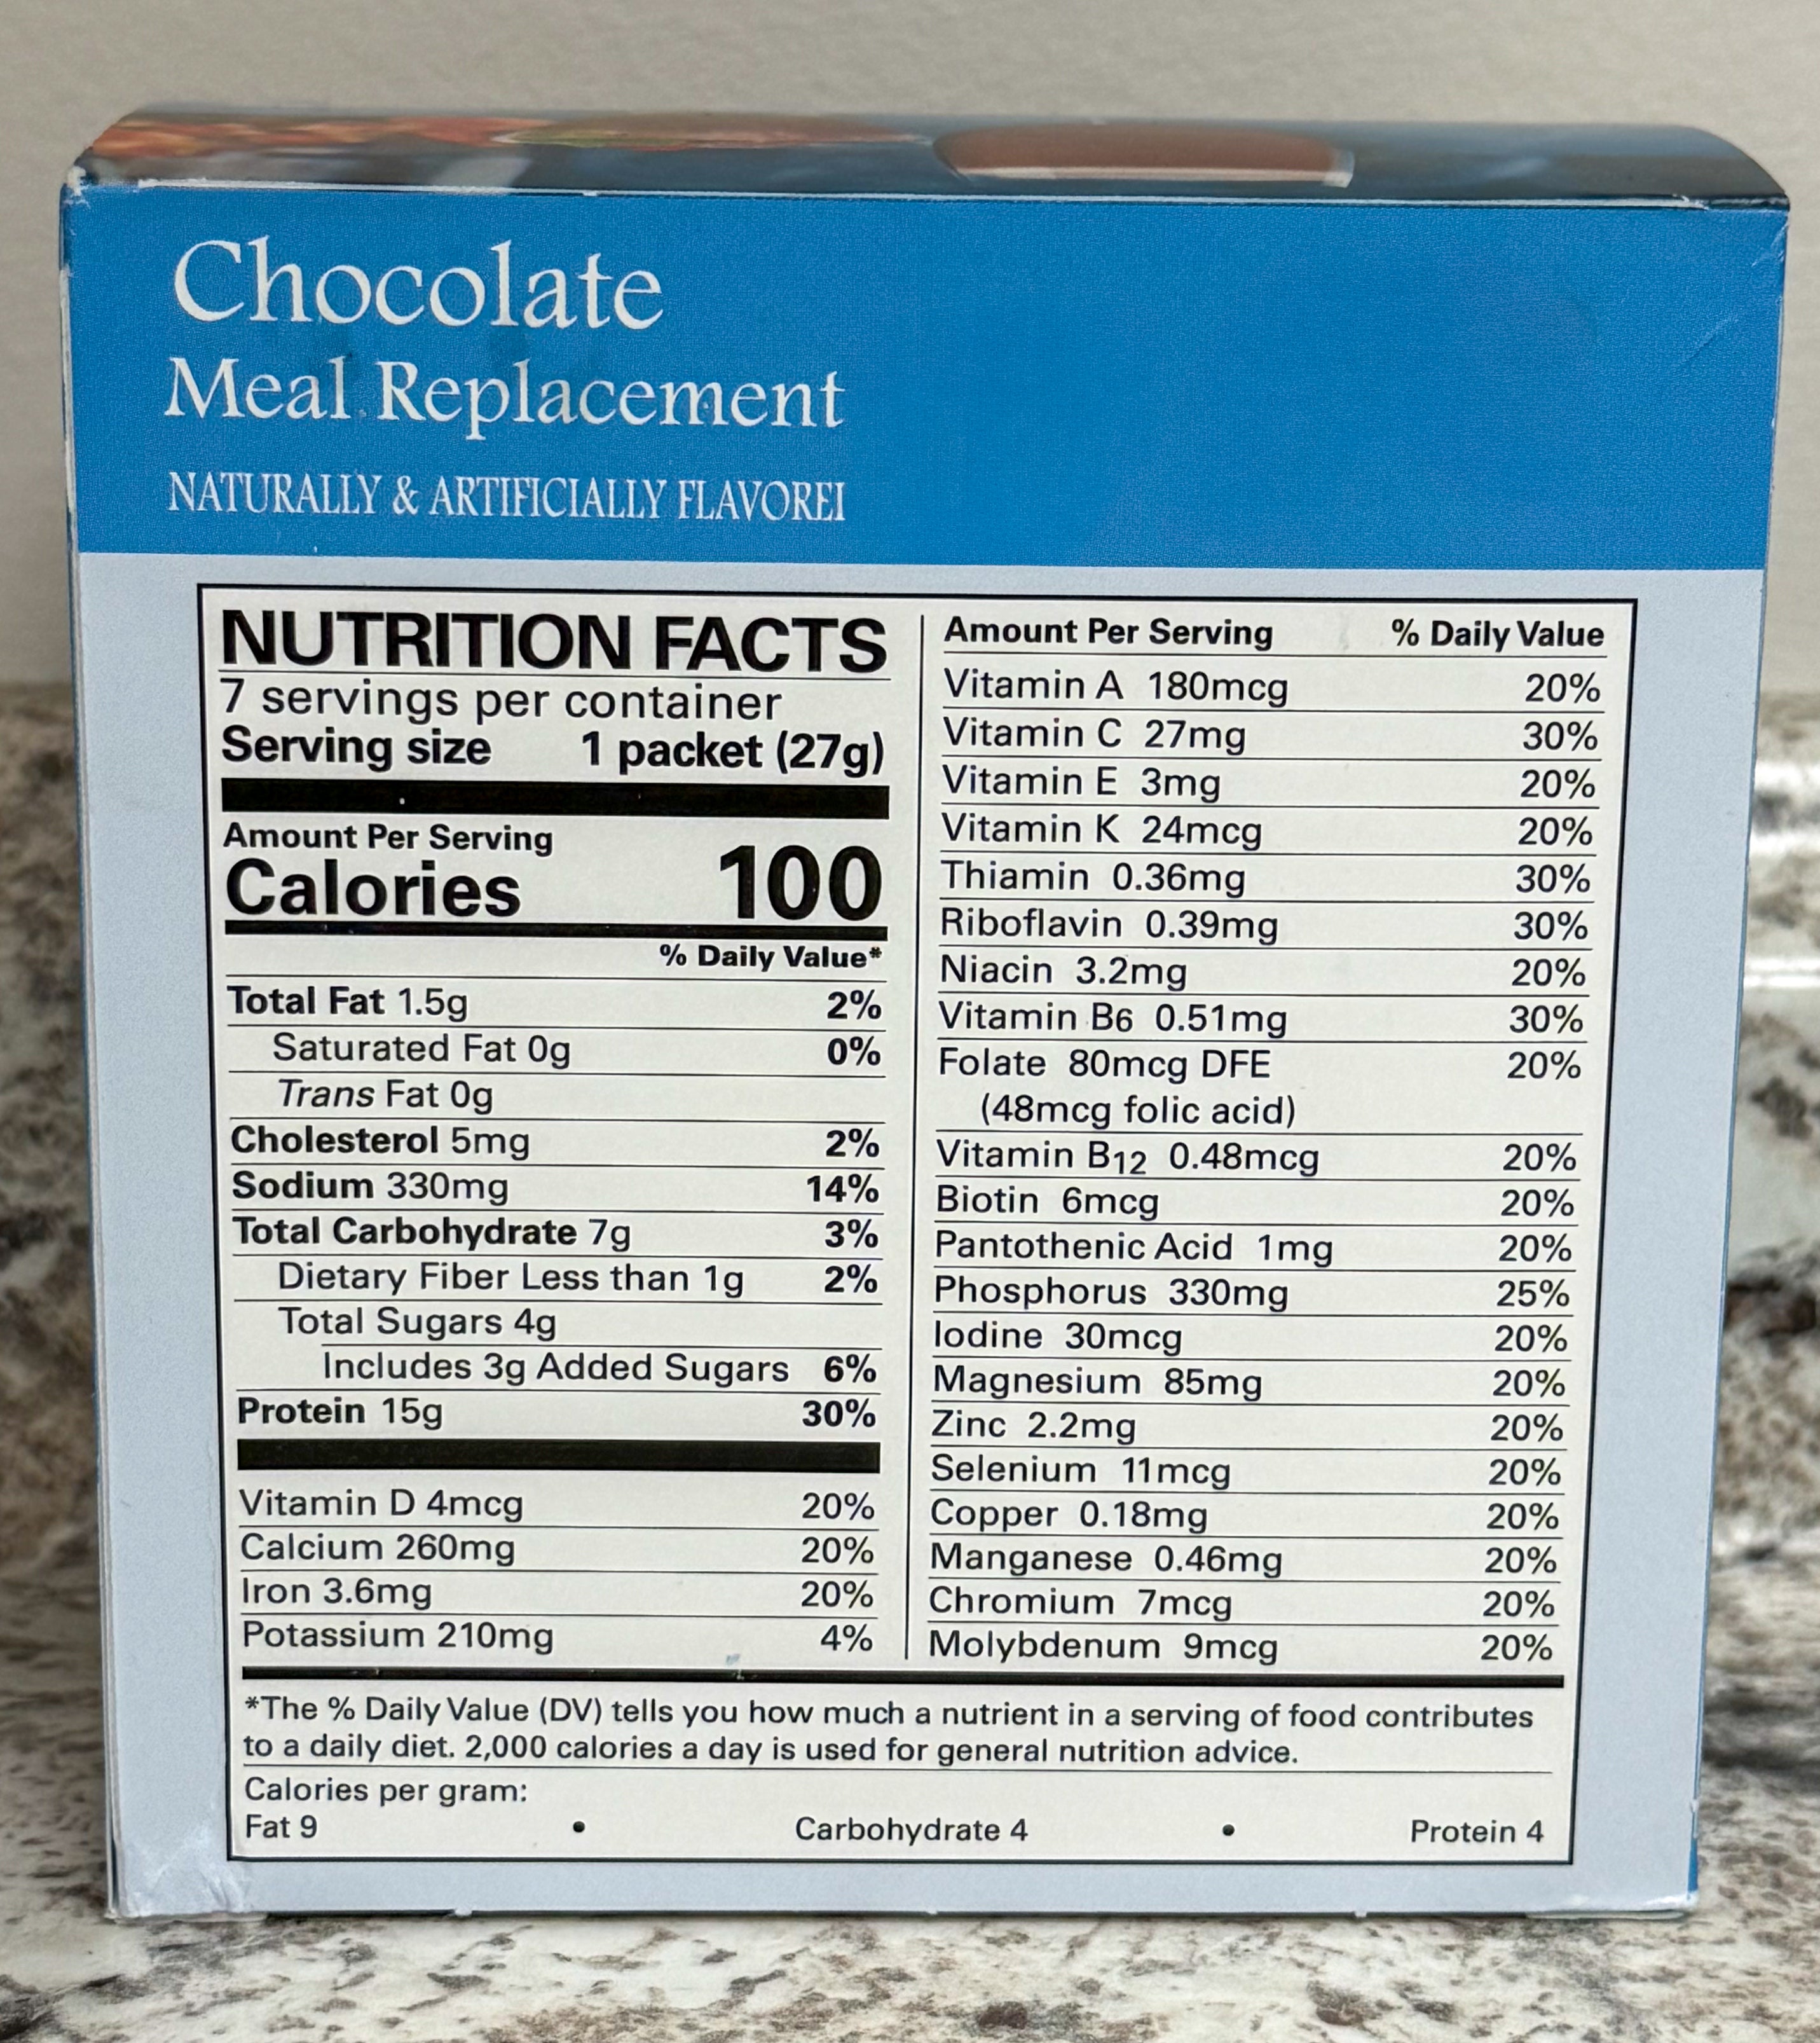 Chocolate
Meal Replacement
NATURALLY & ARTIFICIALLY FLAVOREI
NUTRITION FACTS
7 servings per container
Serving size 1 packet (27g)
Amount Per Serving
Calories 100
% Daily Value*
Total Fat 1.5g 2%
Saturated Fat 0g 0%
Trans Fat 0g
Cholesterol 5mg 2%
Sodium 330mg 14%
Total Carbohydrate 7g 3%
Dietary Fiber Less than 1g 2%
Total Sugars 4g
Includes 3g Added Sugars 6%
Protein 15g 30%
Vitamin D 4mcg 20%
Calcium 260mg 20%
Iron 3.6mg 20%
Potassium 210mg 4%
Amount Per Serving % Daily Value
Vitamin A 180mcg 20%
Vitamin C 27mg 30%
Vitamin E 3mg 20%
Vitamin K 24mcg 20%
Thiamin 0.36mg 30%
Riboflavin 0.39mg 30%
Niacin 3.2mg 20%
Vitamin B6 0.51mg 30%
Folate 80mcg DFE 20%
(48mcg folic acid)
Vitamin B12 0.48mcg 20%
Biotin 6mcg 20%
Pantothenic Acid 1mg 20%
Phosphorus 330mg 25%
Iodine 30mcg 20%
Magnesium 85mg 20%
Zinc 2.2mg 20%
Selenium 11mcg 20%
Copper 0.18mg 20%
Manganese 0.46mg 20%
Chromium 7mcg 20%
Molybdenum 9mcg 20%
*The % Daily Value (DV) tells you how much a nutrient in a serving of food contributes
to a daily diet. 2,000 calories a day is used for general nutrition advice.
Calories per gram:
Fat 9 • Carbohydrate 4 • Protein 4